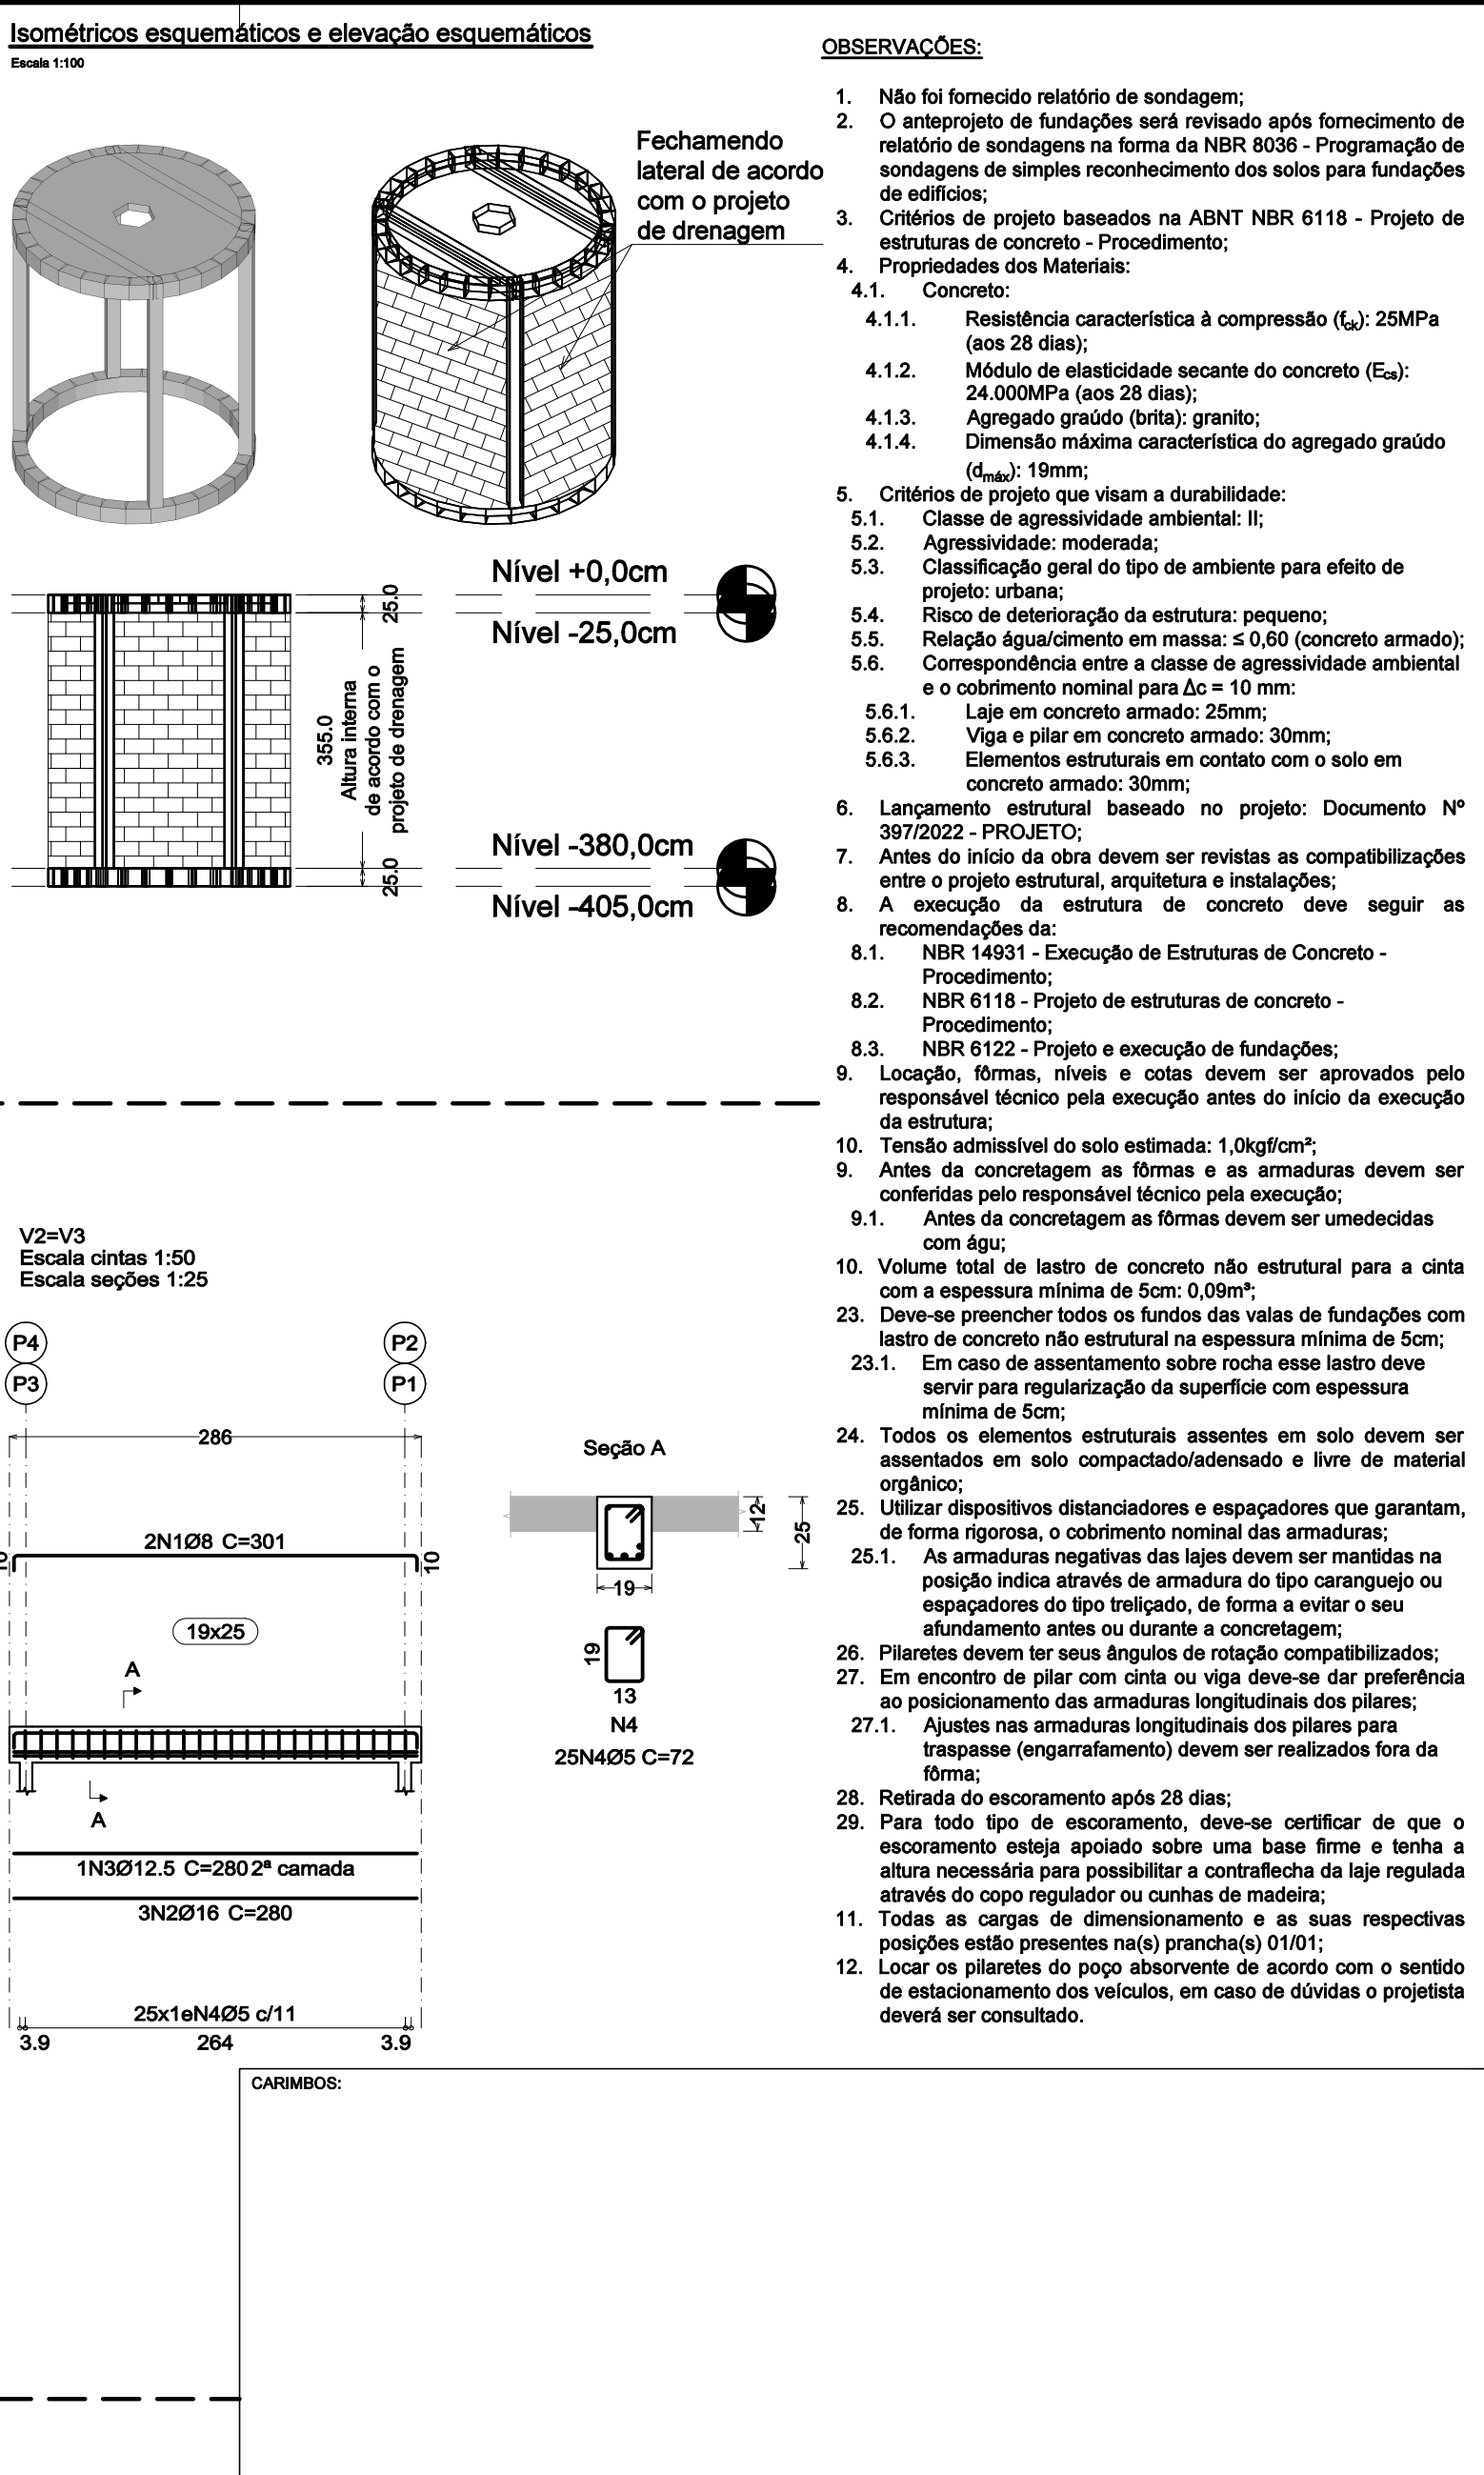 Isométricos esquemáticos e elevação esquemáticos
Escala 1:100
Fechamendo
lateral de acordo
com o projeto
de drenagem
Nível +0,0cm
Nível -25,0cm
25.0
355.0
Altura interna
de acordo com o
projeto de drenagem
Nível -380,0cm
Nível -405,0cm
25.0
V2=V3
Escala cintas 1:50
Escala seções 1:25
P4
P2
P3
P1
286
2N1Ø8 C=301
10
10
19x25
A
A
1N3Ø12.5 C=280 2ª camada
3N2Ø16 C=280
25x1eN4Ø5 c/11
3.9
264
3.9
Seção A
12
25
19
19
13
N4
25N4Ø5 C=72
OBSERVAÇÕES:
1. Não foi fornecido relatório de sondagem;
2. O anteprojeto de fundações será revisado após fornecimento de
relatório de sondagens na forma da NBR 8036 - Programação de
sondagens de simples reconhecimento dos solos para fundações
de edifícios;
3. Critérios de projeto baseados na ABNT NBR 6118 - Projeto de
estruturas de concreto - Procedimento;
4. Propriedades dos Materiais:
4.1. Concreto:
4.1.1. Resistência característica à compressão (fck): 25MPa
(aos 28 dias);
4.1.2. Módulo de elasticidade secante do concreto (Ecs):
24.000MPa (aos 28 dias);
4.1.3. Agregado graúdo (brita): granito;
4.1.4. Dimensão máxima característica do agregado graúdo
(dmáx): 19mm;
5. Critérios de projeto que visam a durabilidade:
5.1. Classe de agressividade ambiental: II;
5.2. Agressividade: moderada;
5.3. Classificação geral do tipo de ambiente para efeito de
projeto: urbana;
5.4. Risco de deterioração da estrutura: pequeno;
5.5. Relação água/cimento em massa: ≤ 0,60 (concreto armado);
5.6. Correspondência entre a classe de agressividade ambiental
e o cobrimento nominal para Δc = 10 mm:
5.6.1. Laje em concreto armado: 25mm;
5.6.2. Viga e pilar em concreto armado: 30mm;
5.6.3. Elementos estruturais em contato com o solo em
concreto armado: 30mm;
6. Lançamento estrutural baseado no projeto: Documento Nº
397/2022 - PROJETO;
7. Antes do início da obra devem ser revistas as compatibilizações
entre o projeto estrutural, arquitetura e instalações;
8. A execução da estrutura de concreto deve seguir as
recomendações da:
8.1. NBR 14931 - Execução de Estruturas de Concreto -
Procedimento;
8.2. NBR 6118 - Projeto de estruturas de concreto -
Procedimento;
8.3. NBR 6122 - Projeto e execução de fundações;
9. Locação, fôrmas, níveis e cotas devem ser aprovados pelo
responsável técnico pela execução antes do início da execução
da estrutura;
10. Tensão admissível do solo estimada: 1,0kgf/cm²;
9. Antes da concretagem as fôrmas e as armaduras devem ser
conferidas pelo responsável técnico pela execução;
9.1. Antes da concretagem as fôrmas devem ser umedecidas
com águ;
10. Volume total de lastro de concreto não estrutural para a cinta
com a espessura mínima de 5cm: 0,09m³;
23. Deve-se preencher todos os fundos das valas de fundações com
lastro de concreto não estrutural na espessura mínima de 5cm;
23.1. Em caso de assentamento sobre rocha esse lastro deve
servir para regularização da superfície com espessura
mínima de 5cm;
24. Todos os elementos estruturais assentes em solo devem ser
assentados em solo compactado/adensado e livre de material
orgânico;
25. Utilizar dispositivos distanciadores e espaçadores que garantam,
de forma rigorosa, o cobrimento nominal das armaduras;
25.1. As armaduras negativas das lajes devem ser mantidas na
posição indica através de armadura do tipo caranguejo ou
espaçadores do tipo treliçado, de forma a evitar o seu
afundamento antes ou durante a concretagem;
26. Pilaretes devem ter seus ângulos de rotação compatibilizados;
27. Em encontro de pilar com cinta ou viga deve-se dar preferência
ao posicionamento das armaduras longitudinais dos pilares;
27.1. Ajustes nas armaduras longitudinais dos pilares para
traspasse (engarrafamento) devem ser realizados fora da
fôrma;
28. Retirada do escoramento após 28 dias;
29. Para todo tipo de escoramento, deve-se certificar de que o
escoramento esteja apoiado sobre uma base firme e tenha a
altura necessária para possibilitar a contraflecha da laje regulada
através do copo regulador ou cunhas de madeira;
11. Todas as cargas de dimensionamento e as suas respectivas
posições estão presentes na(s) prancha(s) 01/01;
12. Locar os pilaretes do poço absorvente de acordo com o sentido
de estacionamento dos veículos, em caso de dúvidas o projetista
deverá ser consultado.
CARIMBOS: